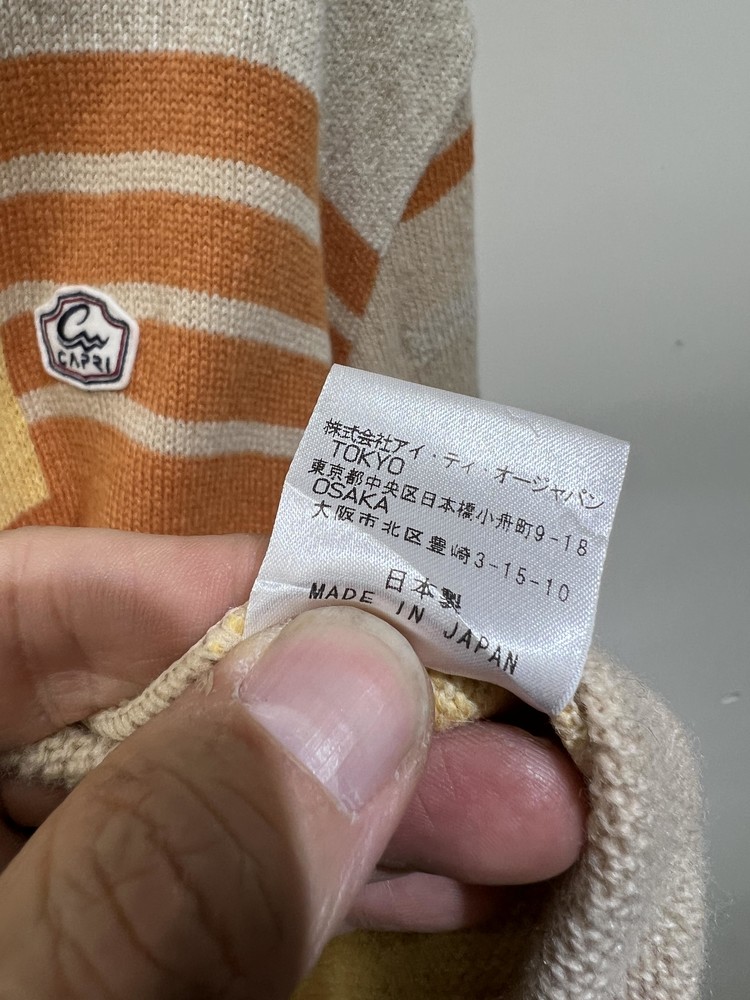 CAPRI
株式会社アイ・ティ・オージャパン
TOKYO
東京都中央区日本橋小舟町9-18
OSAKA
大阪市北区豊崎3-15-10
日本製
MADE IN JAPAN